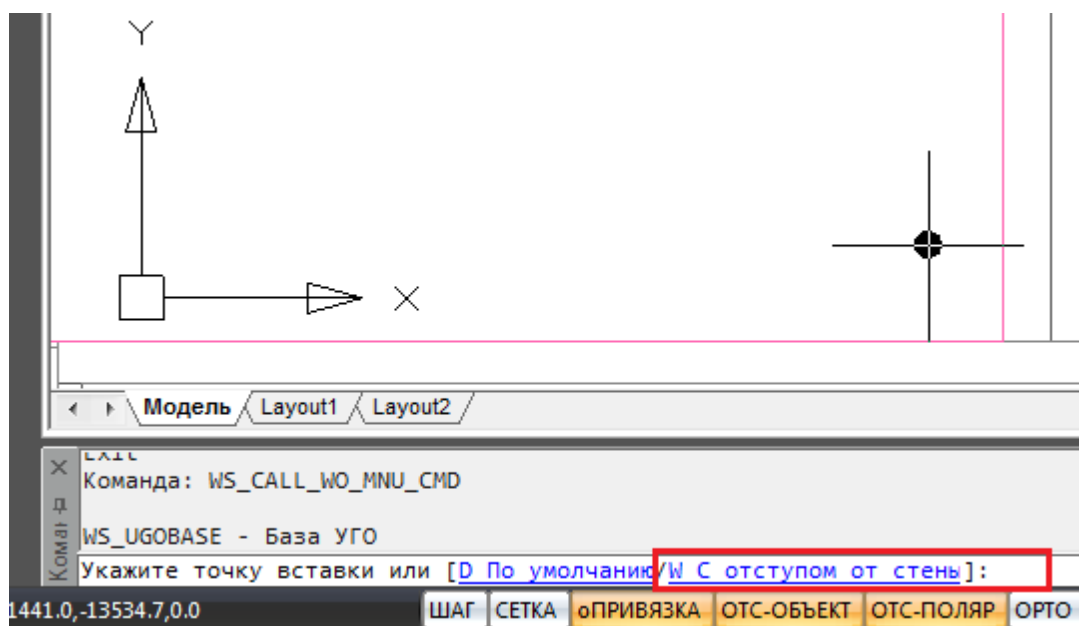 Y
X
Модель Layout1 Layout2
EXIT
Команда: WS_CALL_WO_MNU_CMD
WS_UGOBASE - База УГО
Укажите точку вставки или [D По умолчанию/W С отступом от стены]:
1441.0,-13534.7,0.0 ШАГ СЕТКА оПРИВЯЗКА ОТС-ОБЪЕКТ ОТС-ПОЛЯР ОРТО